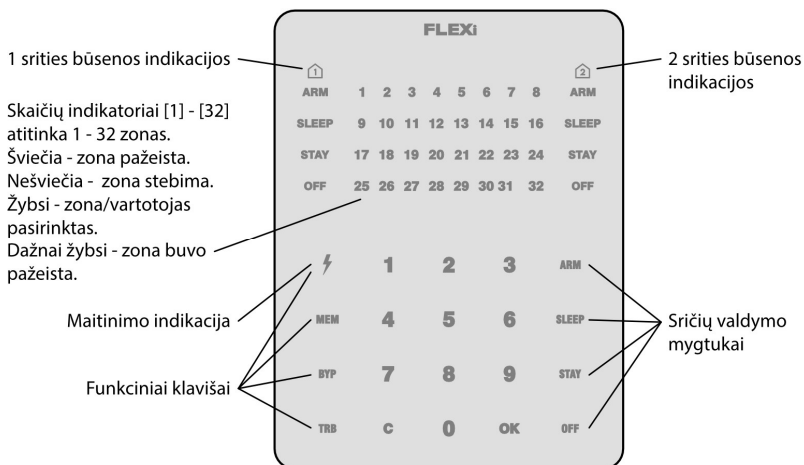 FLEXi
1 srities būsenos indikacijos
2 srities būsenos
indikacijos
1
2
ARM 1 2 3 4 5 6 7 8 ARM
SLEEP 9 10 11 12 13 14 15 16 SLEEP
STAY 17 18 19 20 21 22 23 24 STAY
OFF 25 26 27 28 29 30 31 32 OFF
Skaičių indikatoriai [1] - [32]
atitinka 1 - 32 zonas.
Šviečia - zona pažeista.
Nešviečia - zona stebima.
Žybsi - zona/vartotojas
pasirinktas.
Dažnai žybsi - zona buvo
pažeista.
1 2 3 ARM
MEM 4 5 6 SLEEP
BYP 7 8 9 STAY
TRB C 0 OK OFF
Maitinimo indikacija
Funkciniai klavišai
Sričių valdymo
mygtukai